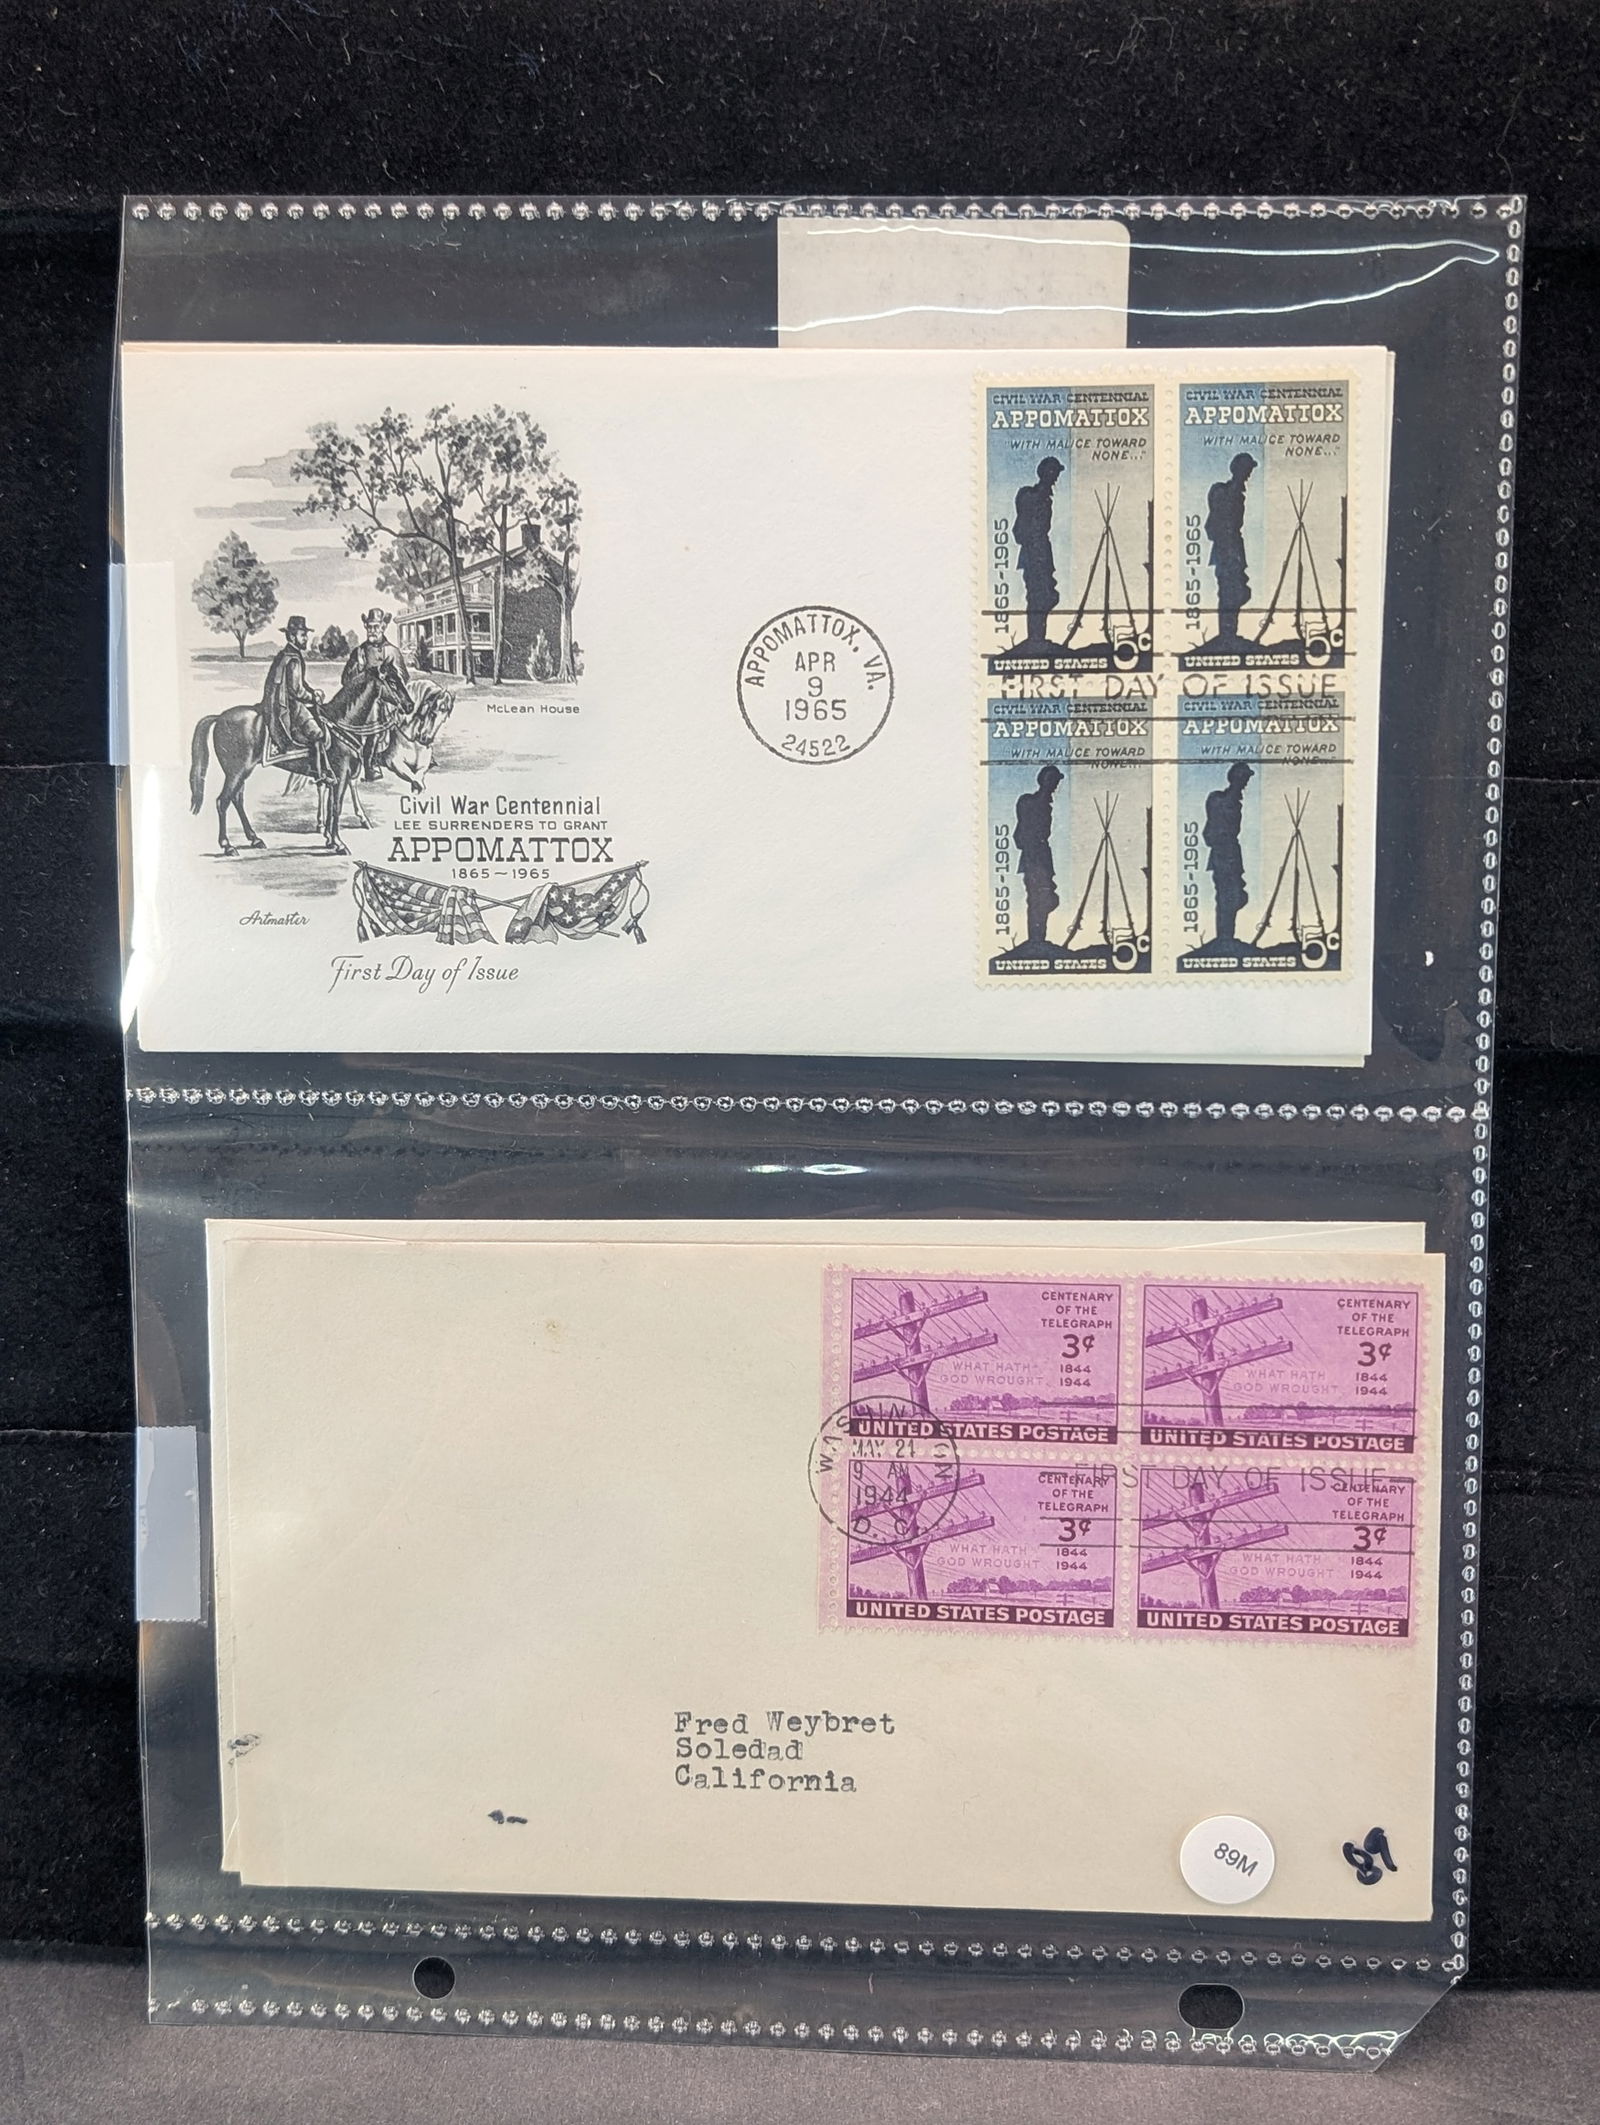 McLean House
Civil War Centennial
LEE SURRENDERS TO GRANT
APPOMATTOX
1865~1965
Artmaster
First Day of Issue
APPOMATTOX, VA.
APR
9
1965
24522
CIVIL WAR CENTENNIAL
APPOMATTOX
"WITH MALICE TOWARD
NONE..."
1865-1965
UNITED STATES 5c
CIVIL WAR CENTENNIAL
APPOMATTOX
"WITH MALICE TOWARD
NONE..."
1865-1965
UNITED STATES 5c
FIRST DAY OF ISSUE
CIVIL WAR CENTENNIAL
APPOMATTOX
"WITH MALICE TOWARD
NONE..."
1865-1965
UNITED STATES 5c
CIVIL WAR CENTENNIAL
APPOMATTOX
"WITH MALICE TOWARD
NONE..."
1865-1965
UNITED STATES 5c
CENTENARY
OF THE
TELEGRAPH
3¢
WHAT HATH
GOD WROUGHT
1844
1944
UNITED STATES POSTAGE
CENTENARY
OF THE
TELEGRAPH
3¢
WHAT HATH
GOD WROUGHT
1844
1944
UNITED STATES POSTAGE
WASHINGTON
MAY 24
9 AM
1944
D. C.
FIRST DAY OF ISSUE
CENTENARY
OF THE
TELEGRAPH
3¢
WHAT HATH
GOD WROUGHT
1844
1944
UNITED STATES POSTAGE
CENTENARY
OF THE
TELEGRAPH
3¢
WHAT HATH
GOD WROUGHT
1844
1944
UNITED STATES POSTAGE
Fred Weybret
Soledad
California
89M
89